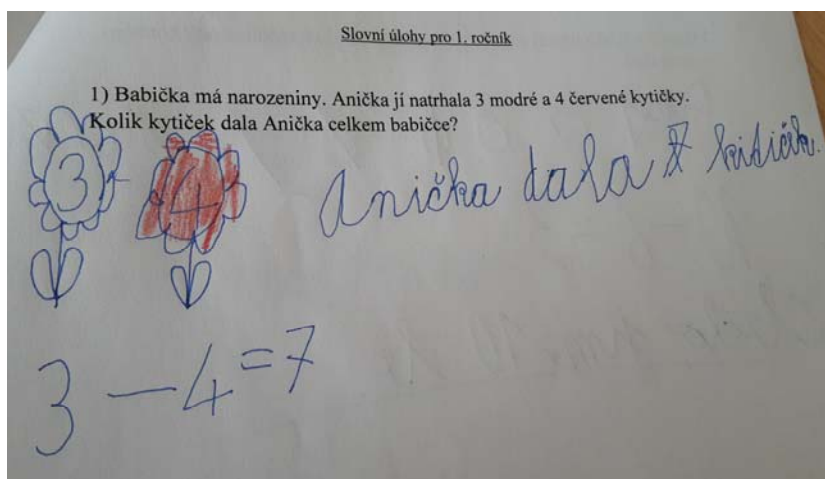 Slovní úlohy pro 1. ročník
1) Babička má narozeniny. Anička jí natrhala 3 modré a 4 červené kytičky.
Kolik kytiček dala Anička celkem babičce?
3 - 4
Anička dala 7
3 - 4 = 7